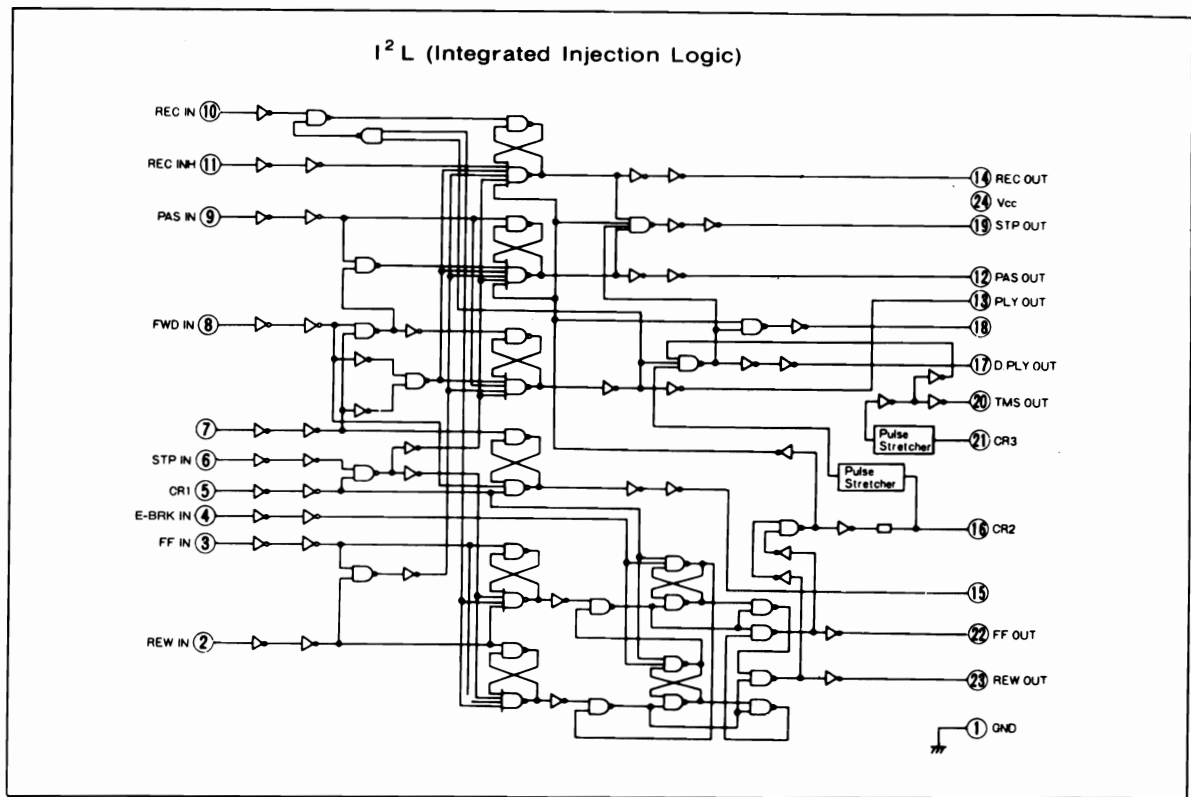 I² L (Integrated Injection Logic)
REC IN 10
REC INH 11
PAS IN 9
FWD IN 8
7
STP IN 6
CR1 5
E-BRK IN 4
FF IN 3
REW IN 2
14 REC OUT
24 Vcc
19 STP OUT
12 PAS OUT
13 PLY OUT
18
17 D.PLY OUT
20 TMS OUT
Pulse Stretcher
21 CR3
Pulse Stretcher
16 CR2
15
22 FF OUT
23 REW OUT
1 GND